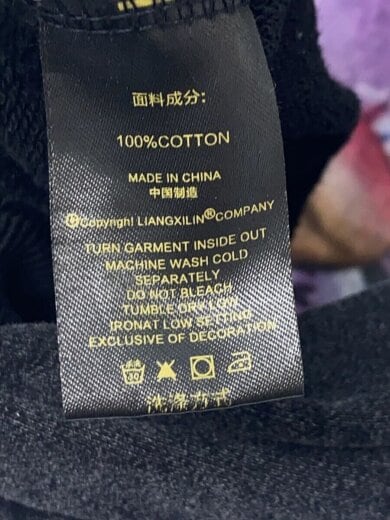 面料成分:
100%COTTON
MADE IN CHINA
中国制造
©Copynghl LIANGXILIN®COMPANY
TURN GARMENT INSIDE OUT
MACHINE WASH COLD
SEPARATELY
DO NOT BLEACH
TUMBLE DRY LOW
IRONAT LOW SETTING
EXCLUSIVE OF DECORATION
洗涤方式